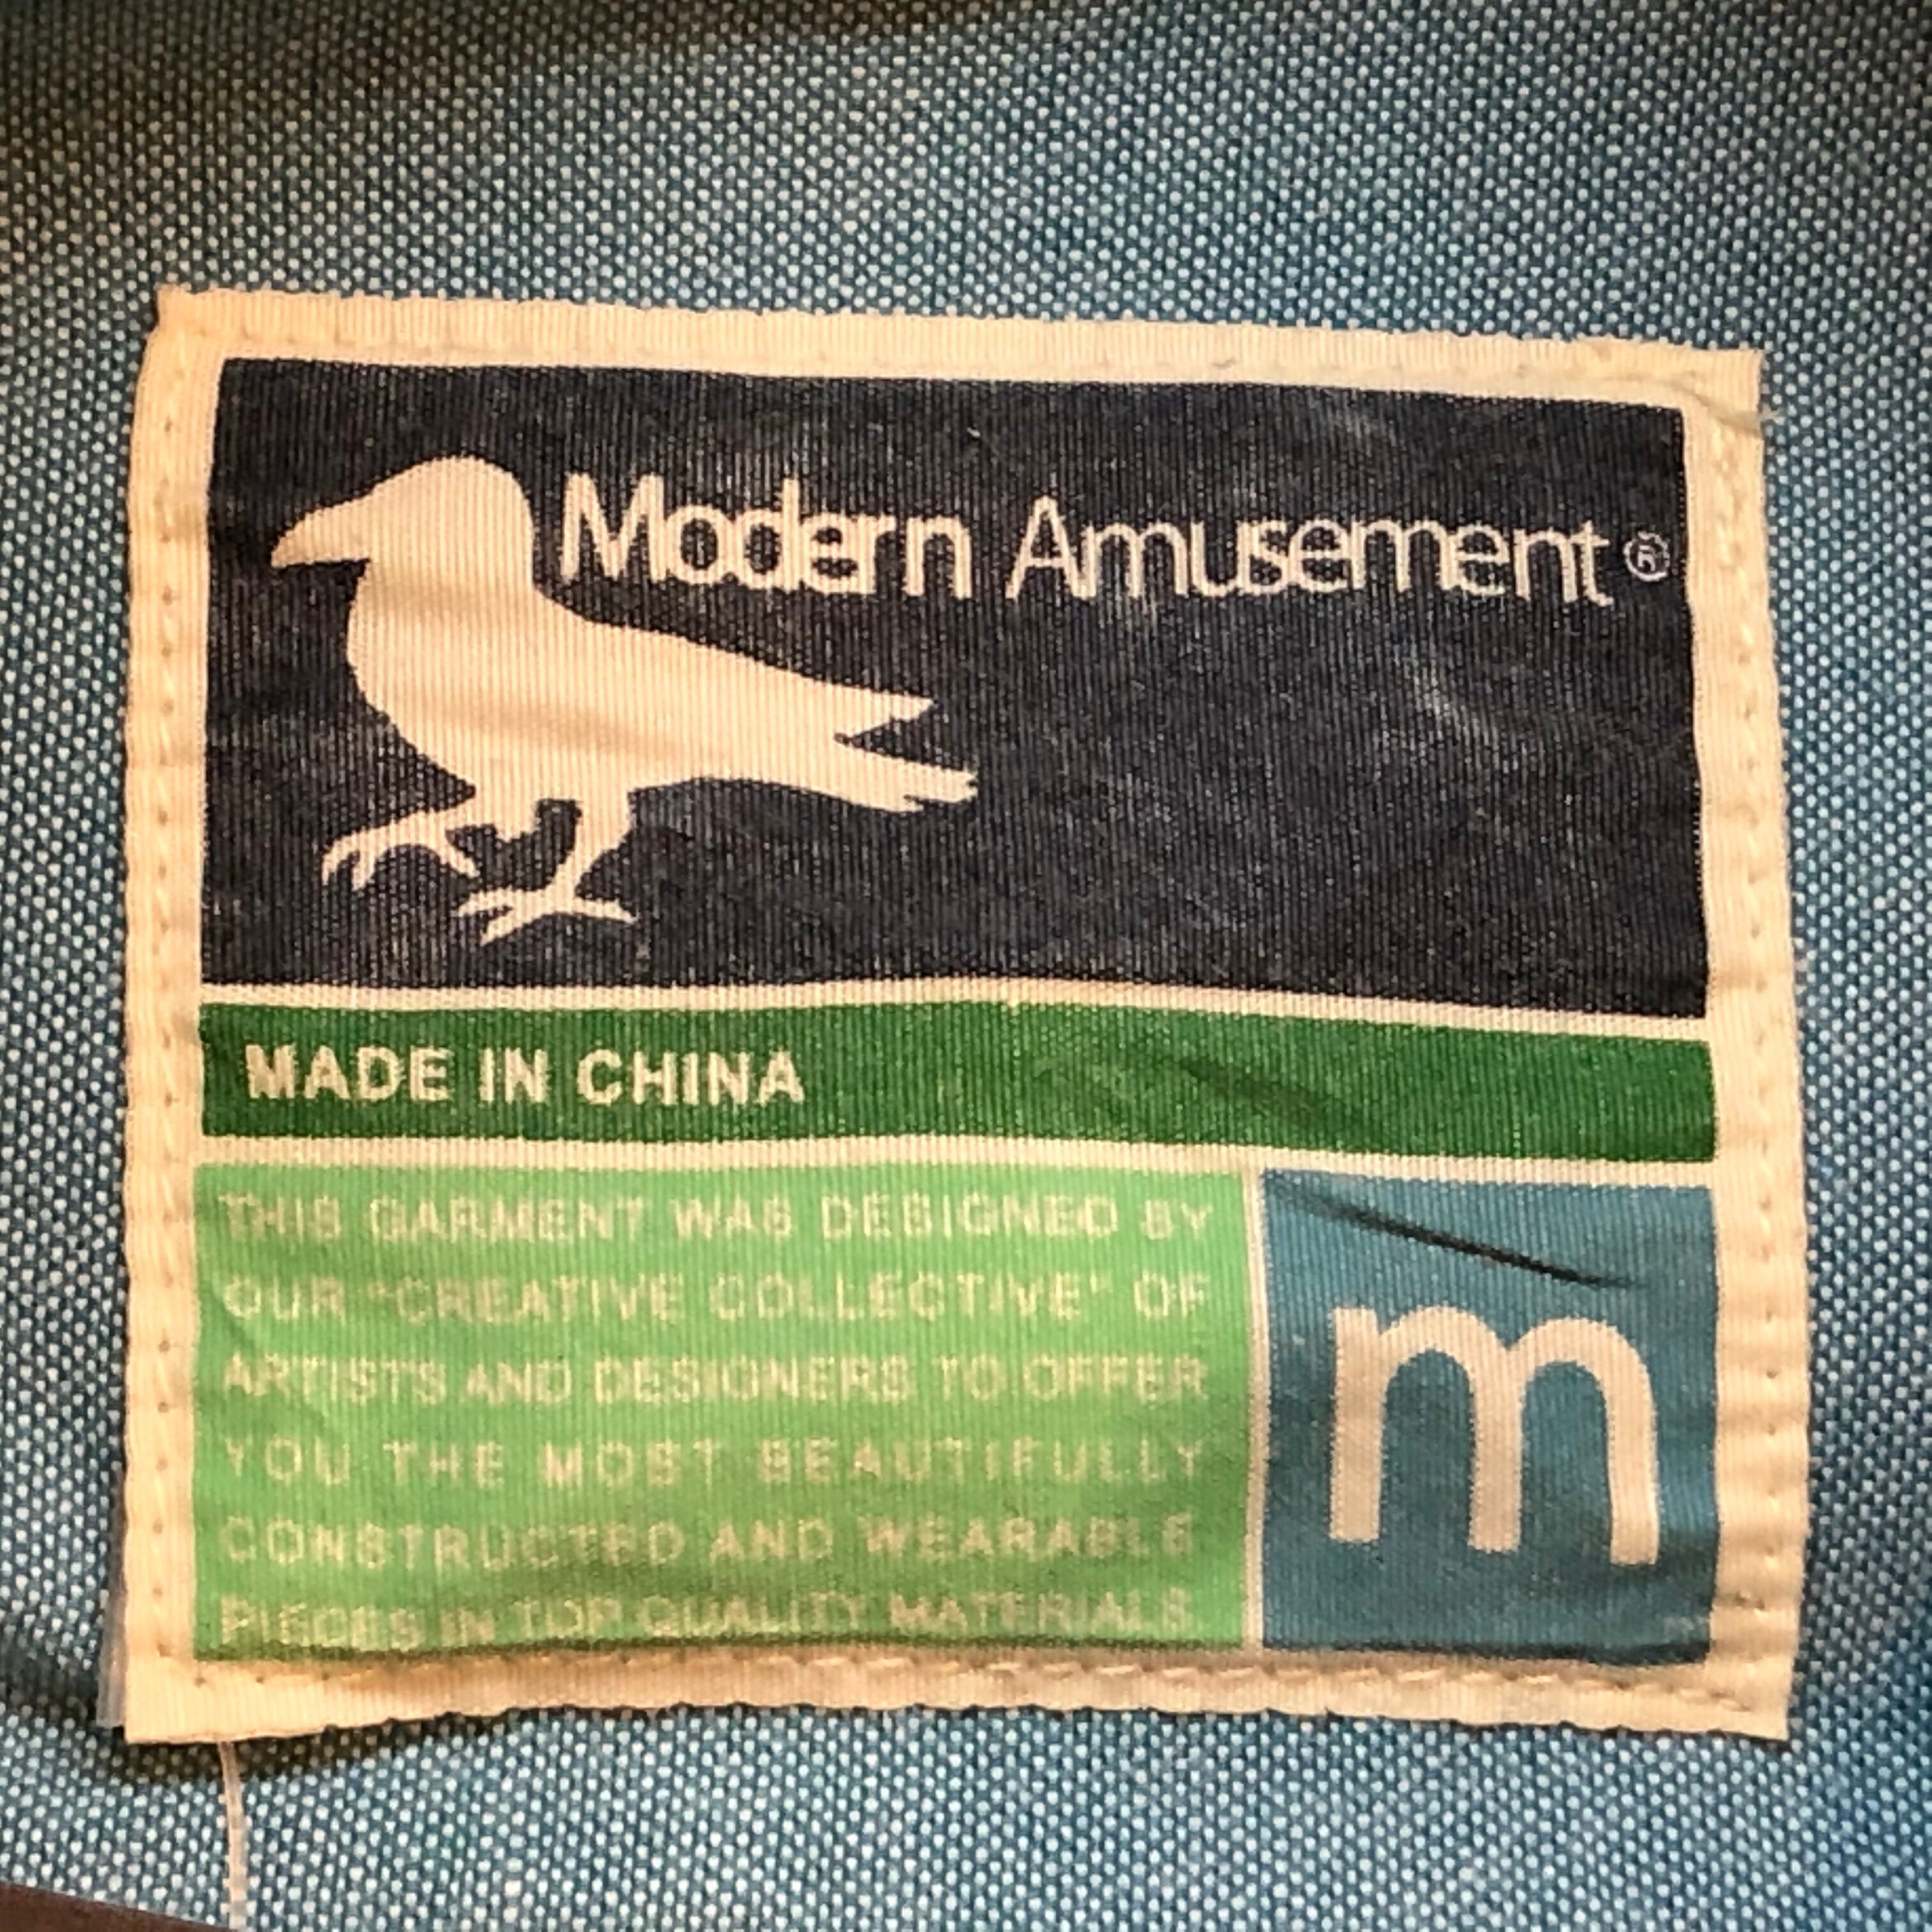 Modern Amusement®
MADE IN CHINA
THIS GARMENT WAS DESIGNED BY
OUR "CREATIVE COLLECTIVE" OF
ARTISTS AND DESIGNERS TO OFFER
YOU THE MOST BEAUTIFULLY
CONSTRUCTED AND WEARABLE
PIECES IN TOP QUALITY MATERIALS.
m